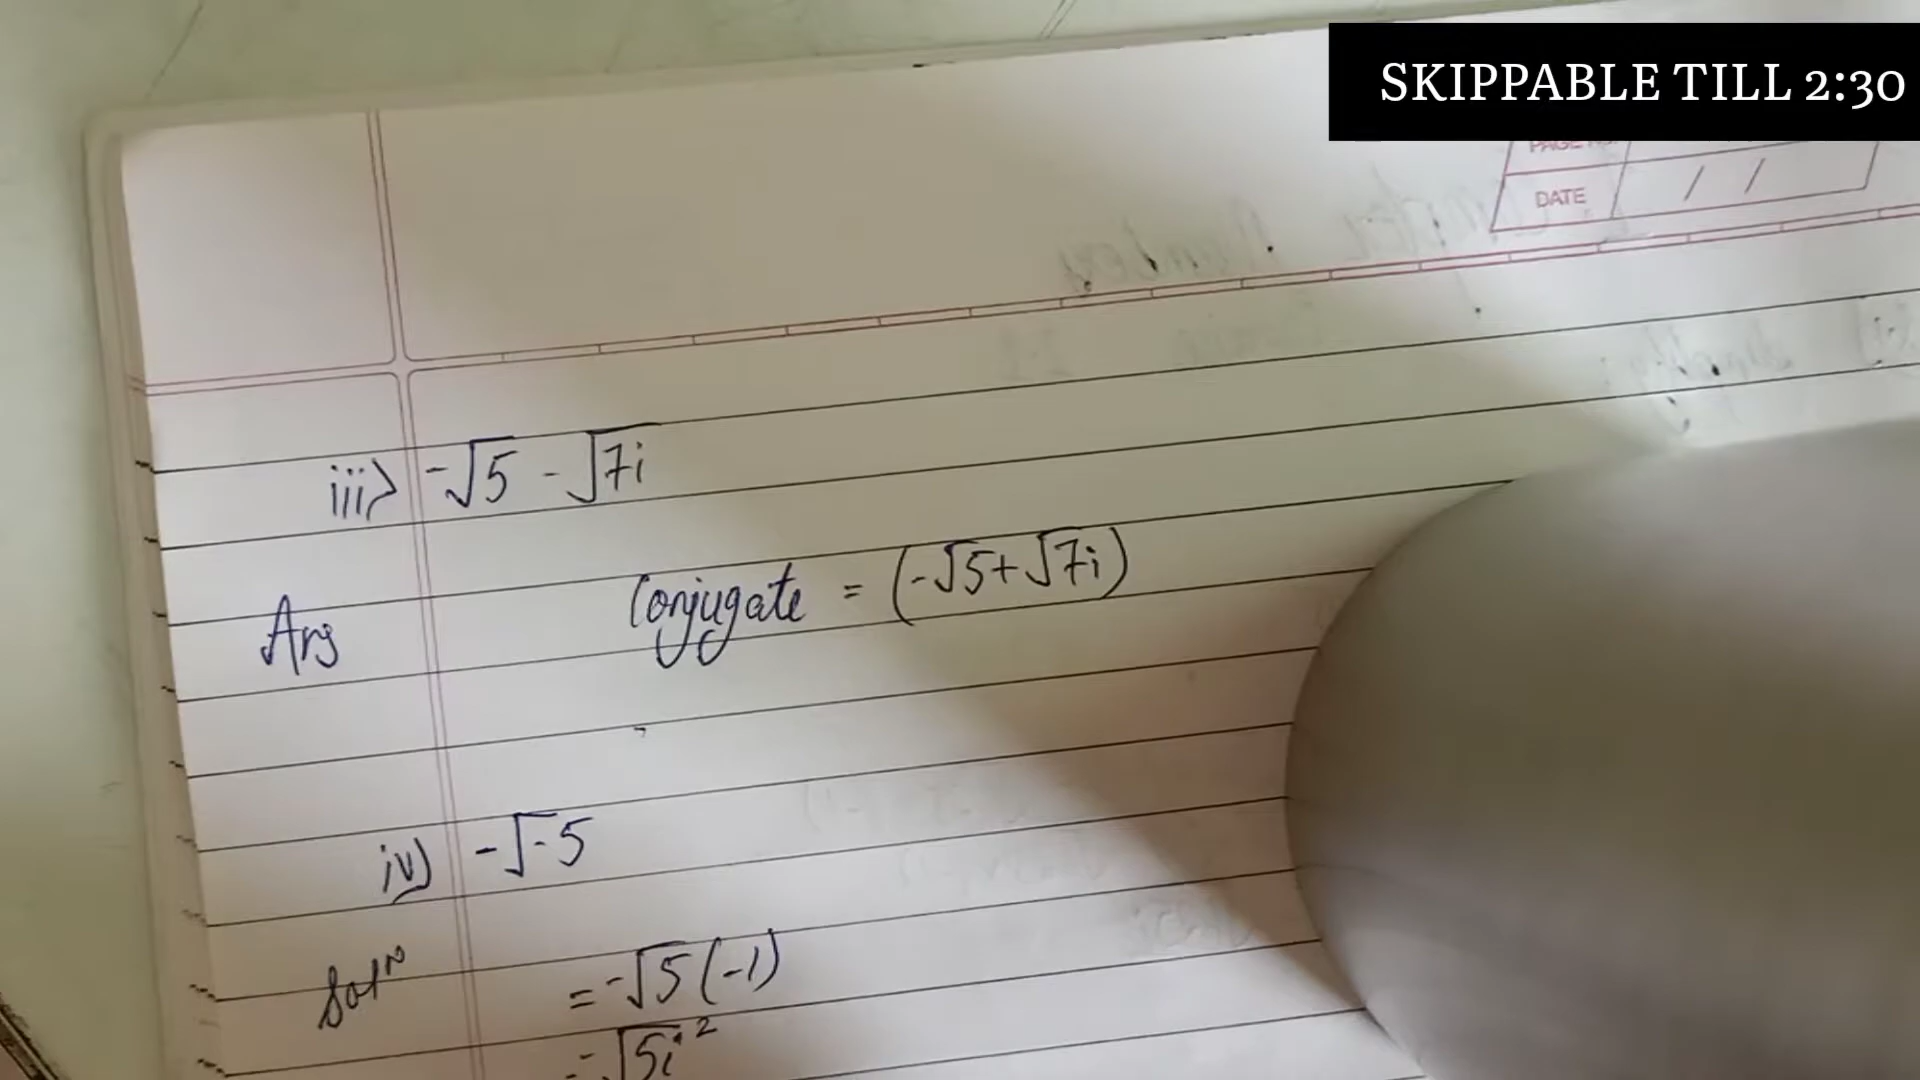 SKIPPABLE TILL 2:30
DATE / /
iii> -√5 - √7i
Ans Conjugate = (-√5+√7i)
iv) -√-5
Solⁿ = -√5(-1)
= √5i²